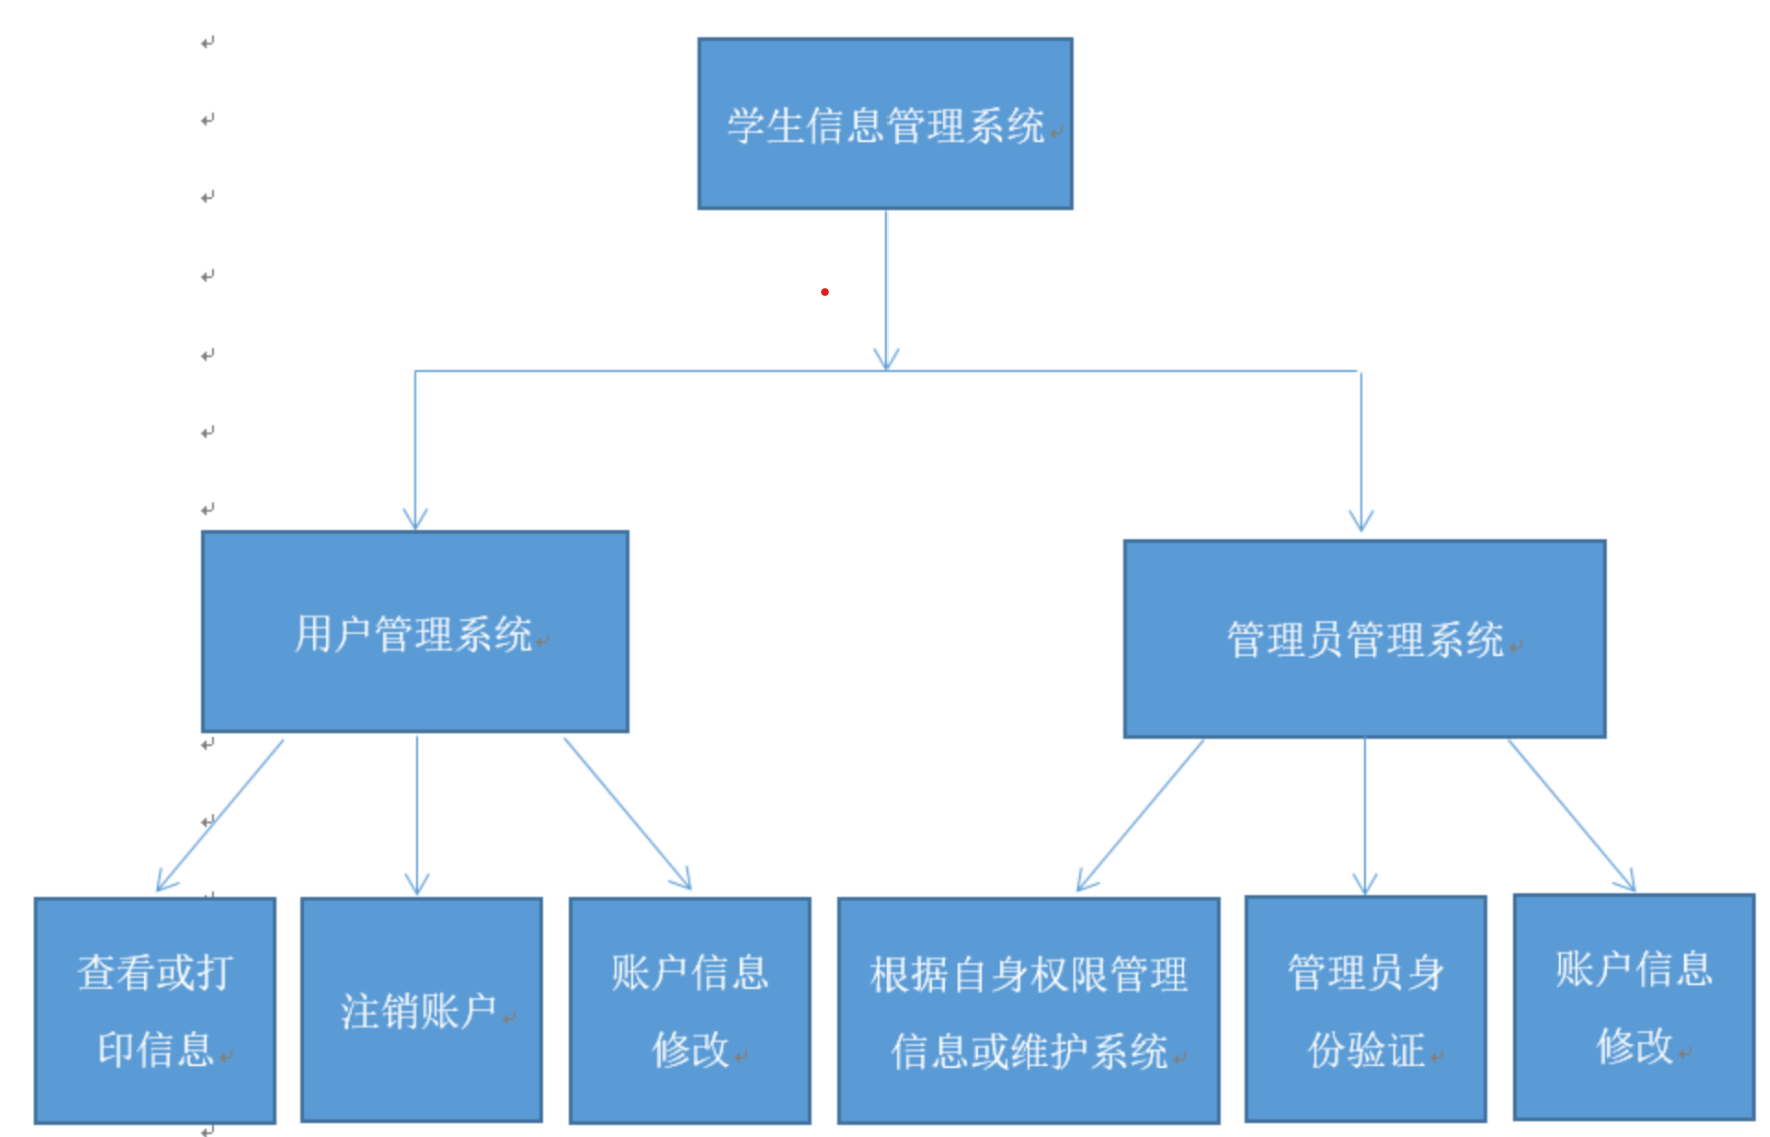 学生信息管理系统
用户管理系统
管理员管理系统
查看或打
印信息
注销账户
账户信息
修改
根据自身权限管理
信息或维护系统
管理员身
份验证
账户信息
修改